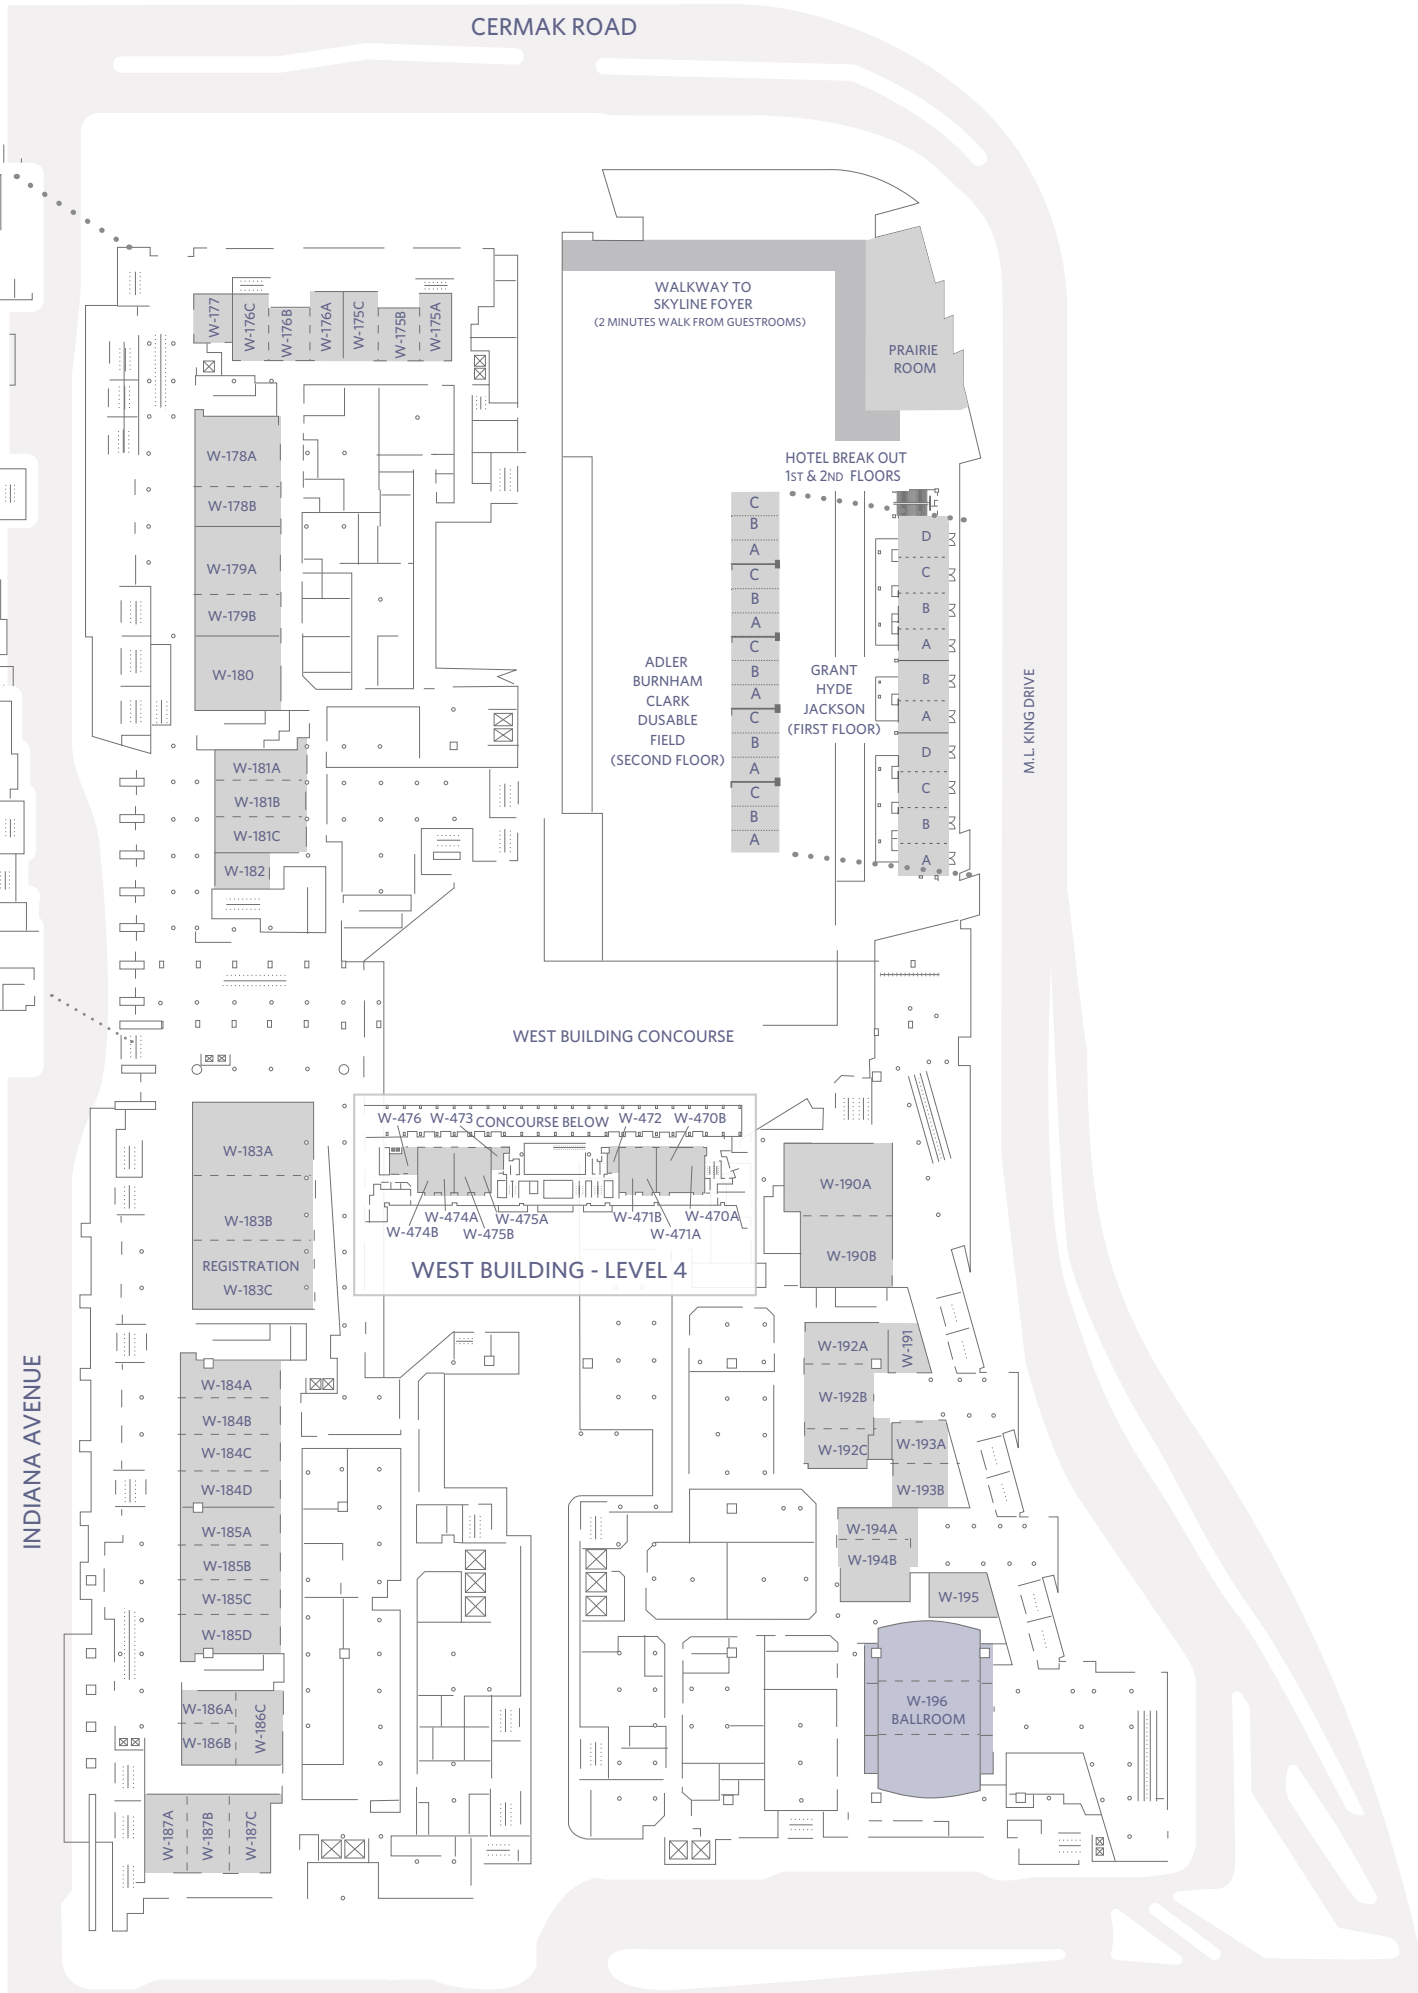 CERMAK ROAD
W-177
W-176C
W-176B
W-176A
W-175C
W-175B
W-175A
WALKWAY TO
SKYLINE FOYER
(2 MINUTES WALK FROM GUESTROOMS)
PRAIRIE
ROOM
W-178A
W-178B
W-179A
W-179B
W-180
HOTEL BREAK OUT
1ST & 2ND FLOORS
C
B
A
C
B
A
C
B
A
C
B
A
C
B
A
D
C
B
A
B
A
D
C
B
A
ADLER
BURNHAM
CLARK
DUSABLE
FIELD
(SECOND FLOOR)
GRANT
HYDE
JACKSON
(FIRST FLOOR)
M.L. KING DRIVE
W-181A
W-181B
W-181C
W-182
WEST BUILDING CONCOURSE
W-476
W-473
CONCOURSE BELOW
W-472
W-470B
W-474A
W-474B
W-475A
W-475B
W-471B
W-471A
W-470A
WEST BUILDING - LEVEL 4
W-183A
W-183B
REGISTRATION
W-183C
W-190A
W-190B
W-192A
W-191
W-192B
W-192C
W-193A
W-193B
W-194A
W-194B
W-195
W-196
BALLROOM
INDIANA AVENUE
W-184A
W-184B
W-184C
W-184D
W-185A
W-185B
W-185C
W-185D
W-186A
W-186B
W-186C
W-187A
W-187B
W-187C